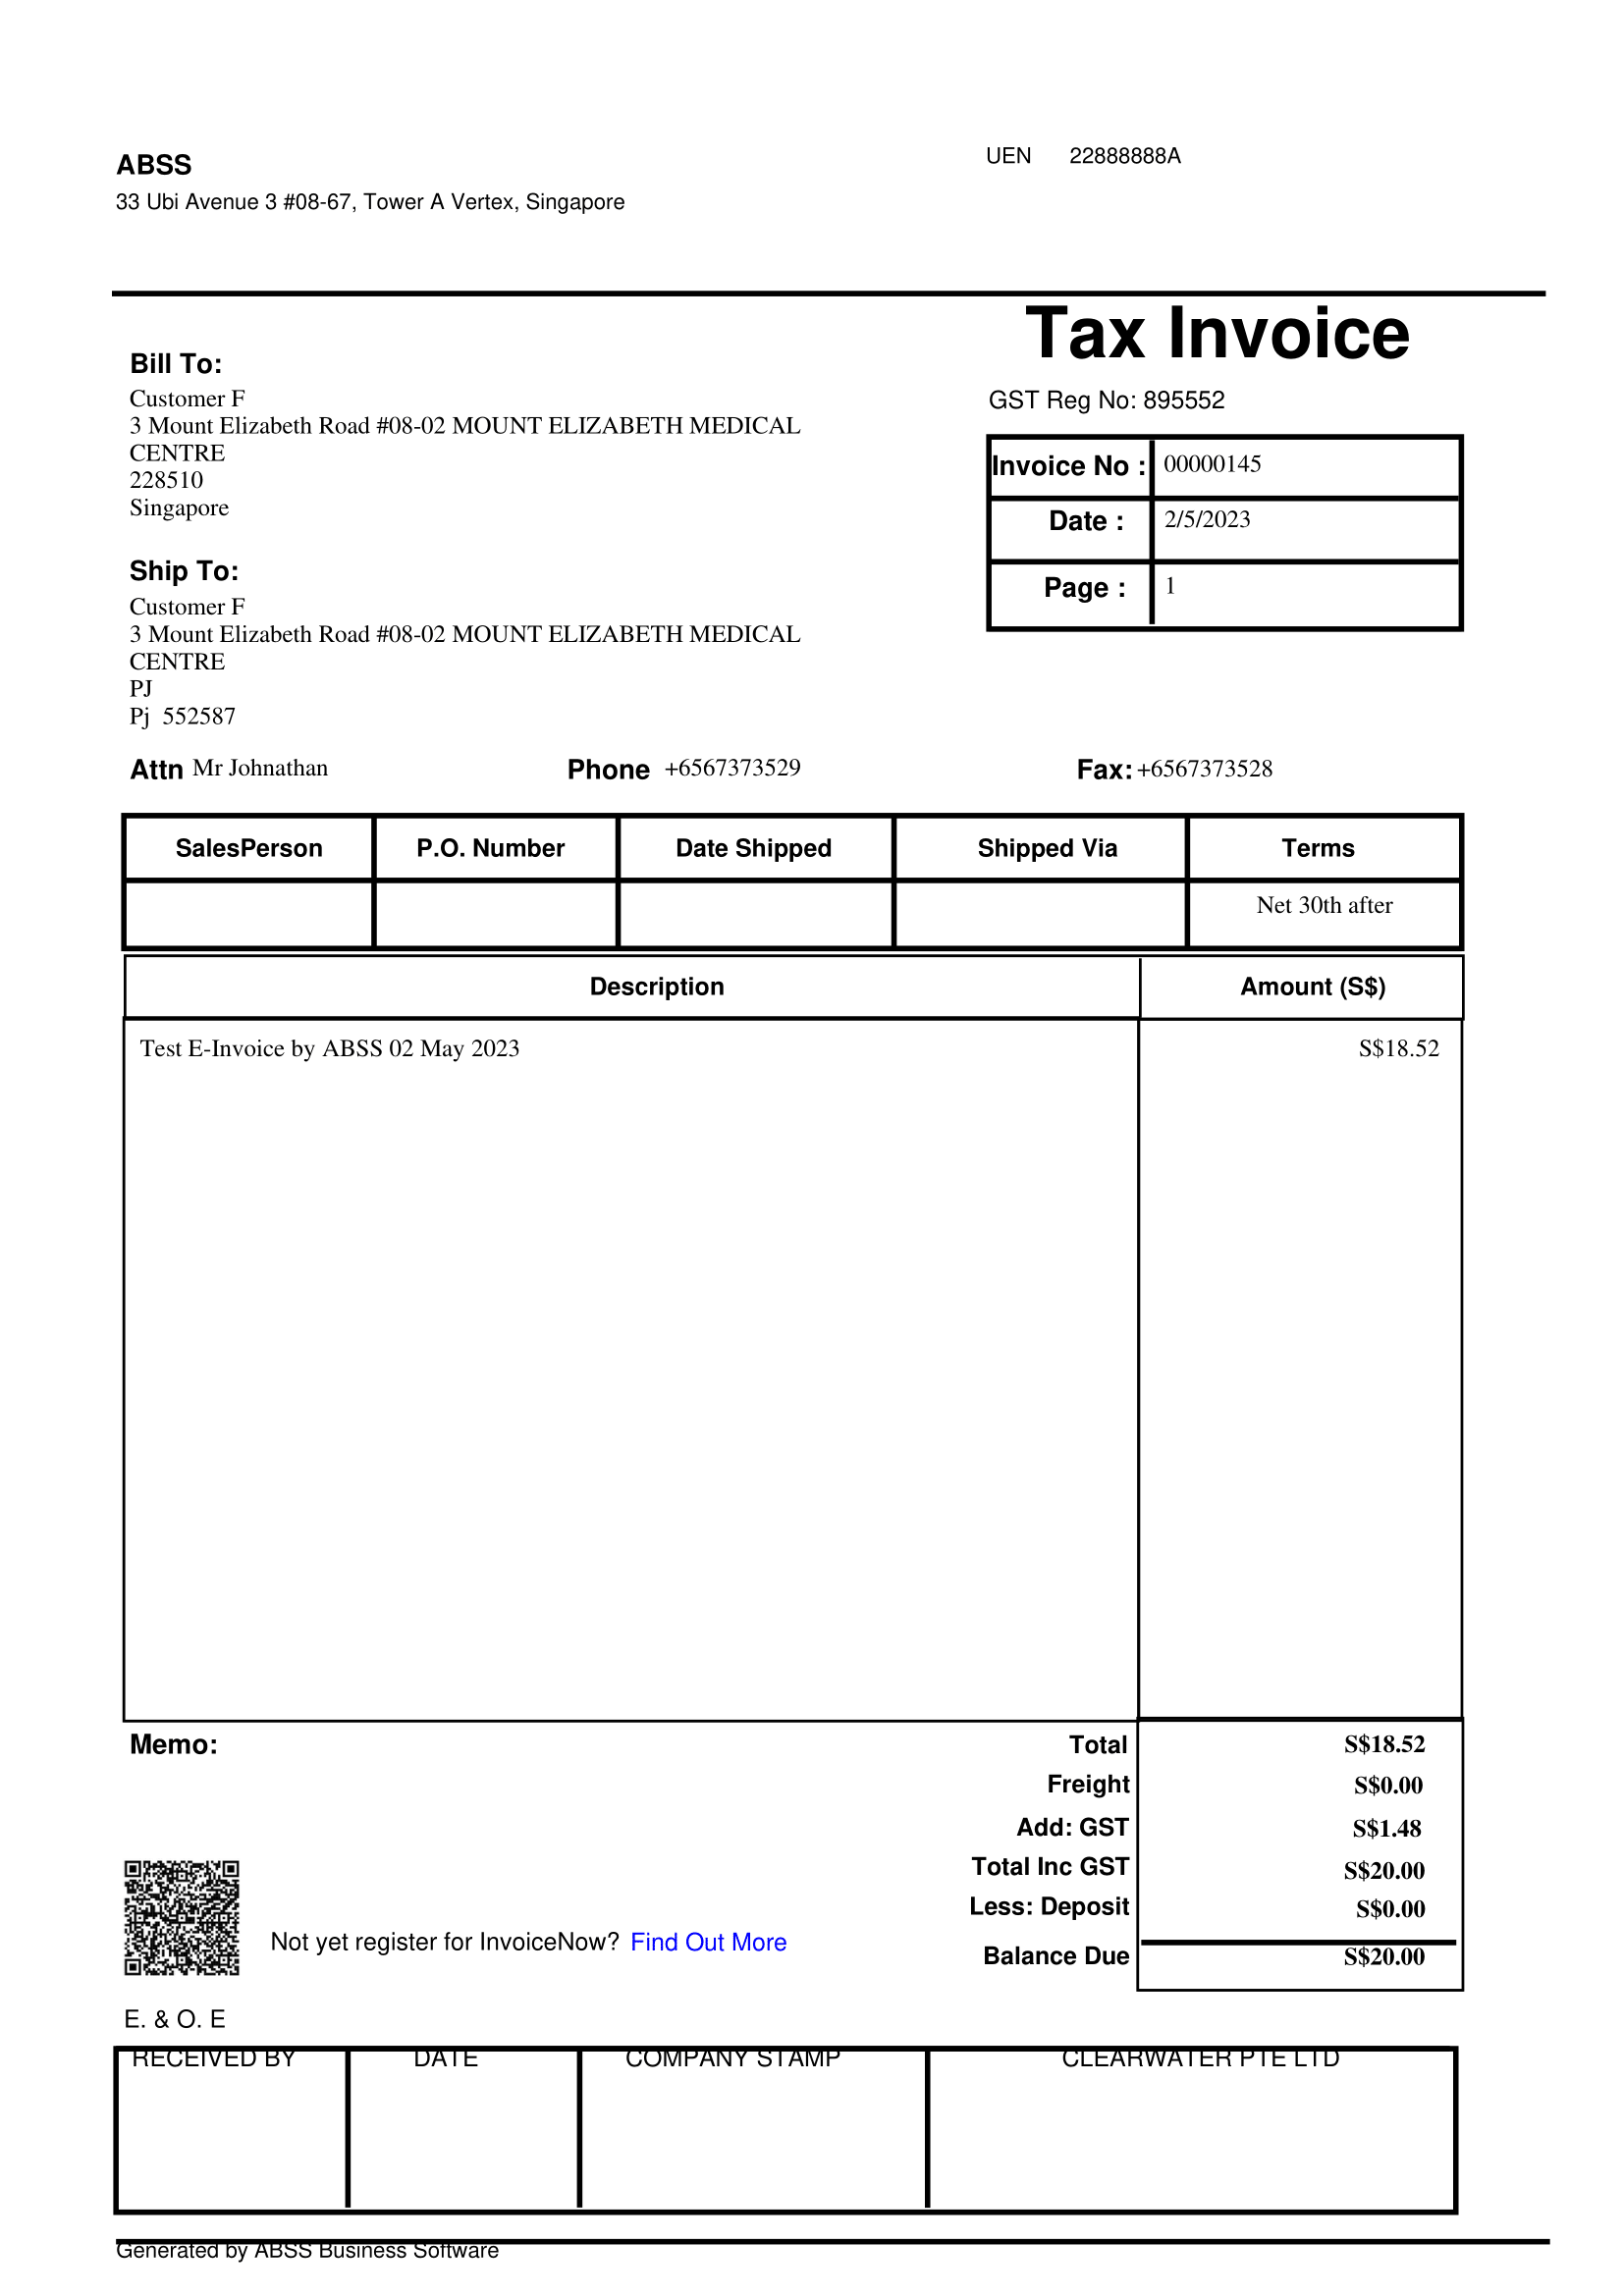 ABSS
UEN 22888888A
33 Ubi Avenue 3 #08-67, Tower A Vertex, Singapore
Tax Invoice
Bill To:
Customer F
3 Mount Elizabeth Road #08-02 MOUNT ELIZABETH MEDICAL
CENTRE
228510
Singapore
GST Reg No: 895552
Invoice No : 00000145
Date : 2/5/2023
Page : 1
Ship To:
Customer F
3 Mount Elizabeth Road #08-02 MOUNT ELIZABETH MEDICAL
CENTRE
PJ
Pj 552587
Attn Mr Johnathan Phone +6567373529 Fax: +6567373528
SalesPerson P.O. Number Date Shipped Shipped Via Terms
Net 30th after
Description Amount (S$)
Test E-Invoice by ABSS 02 May 2023 S$18.52
Memo:
Total S$18.52
Freight S$0.00
Add: GST S$1.48
Total Inc GST S$20.00
Less: Deposit S$0.00
Balance Due S$20.00
Not yet register for InvoiceNow? Find Out More
E. & O. E
RECEIVED BY DATE COMPANY STAMP CLEARWATER PTE LTD
Generated by ABSS Business Software